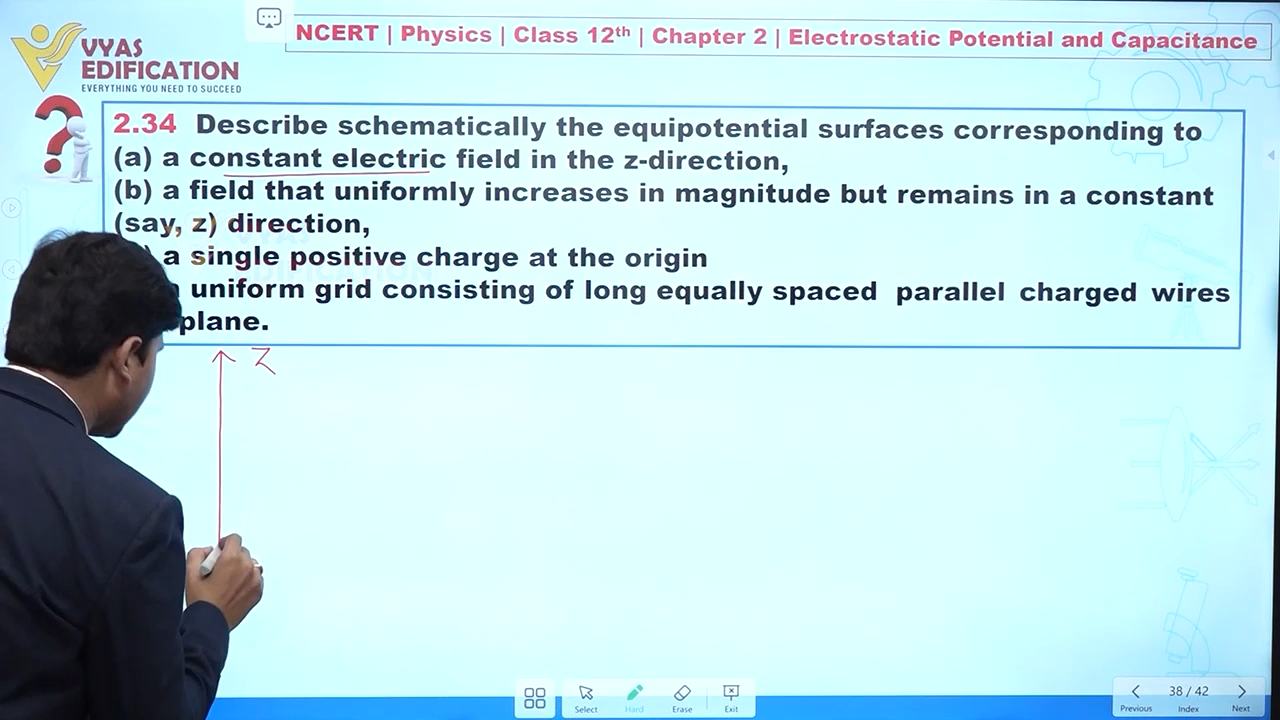 NCERT | Physics | Class 12th | Chapter 2 | Electrostatic Potential and Capacitance
VYAS
EDIFICATION
EVERYTHING YOU NEED TO SUCCEED
2.34 Describe schematically the equipotential surfaces corresponding to
(a) a constant electric field in the z-direction,
(b) a field that uniformly increases in magnitude but remains in a constant
(say, z) direction,
a single positive charge at the origin
uniform grid consisting of long equally spaced parallel charged wires
plane.
Z
Select
Hard
Erase
Exit
38 / 42
Previous
Index
Next